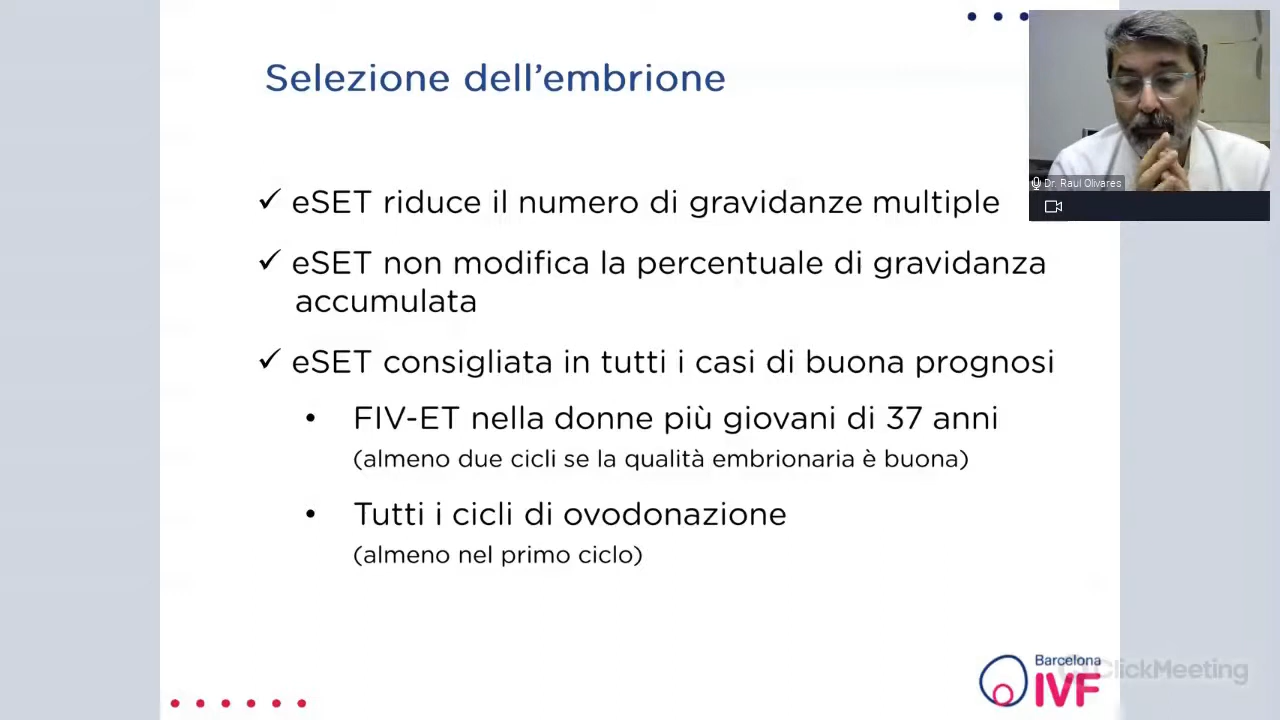 Selezione dell'embrione
Dr. Raul Olivares
✓ eSET riduce il numero di gravidanze multiple
✓ eSET non modifica la percentuale di gravidanza
accumulata
✓ eSET consigliata in tutti i casi di buona prognosi
• FIV-ET nella donne più giovani di 37 anni
(almeno due cicli se la qualità embrionaria è buona)
• Tutti i cicli di ovodonazione
(almeno nel primo ciclo)
Barcelona
IVF
ClickMeeting